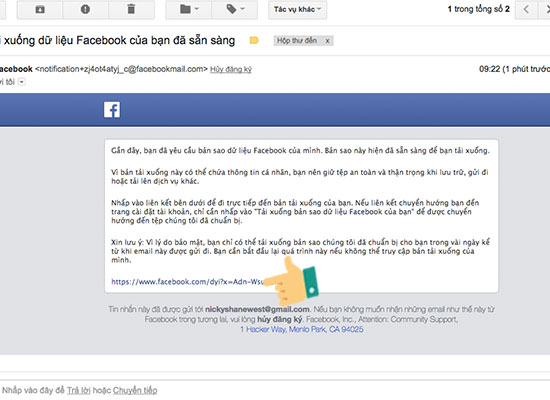 Tác vụ khác
1 trong tổng số 2
i xuống dữ liệu Facebook của bạn đã sẵn sàng
Hộp thư đến x
acebook <notification+zj4ot4atyj_c@facebookmail.com> Hủy đăng ký
09:22 (1 phút trước
ới tôi
Gần đây, bạn đã yêu cầu bản sao dữ liệu Facebook của mình. Bản sao này hiện đã sẵn sàng để bạn tải xuống.
Vì bản tải xuống này có thể chứa thông tin cá nhân, bạn nên giữ tệp an toàn và thận trọng khi lưu trữ, gửi đi
hoặc tải lên dịch vụ khác.
Nhấp vào liên kết bên dưới để đi trực tiếp đến bản tải xuống của bạn. Nếu liên kết chuyển hướng bạn đến
trang cài đặt tài khoản, chỉ cần nhấp vào "Tải xuống bản sao dữ liệu Facebook của bạn" để được chuyển
hướng đến tệp chúng tôi đã chuẩn bị.
Xin lưu ý: Vì lý do bảo mật, bạn chỉ có thể tải xuống bản sao chúng tôi đã chuẩn bị cho bạn trong vài ngày kể
từ khi email này được gửi đi. Bạn cần bắt đầu lại quá trình này nếu không thể truy cập bản tải xuống của
mình.
https://www.facebook.com/dyi?x=Adn-Wsu
Tin nhắn này đã được gửi tới nickyshanewest@gmail.com. Nếu bạn không muốn nhận những email như thế này từ
Facebook trong tương lai, vui lòng hủy đăng ký. Facebook, Inc., Attention: Community Support,
1 Hacker Way, Menlo Park, CA 94025
Nhấp vào đây để Trả lời hoặc Chuyển tiếp